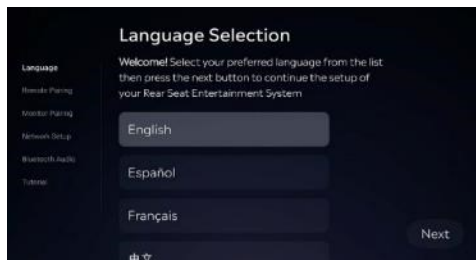 Language Selection
Welcome! Select your preferred language from the list
then press the next button to continue the setup of
your Rear Seat Entertainment System
Language
Remote Pairing
Monitor Pairing
Network Setup
Bluetooth Audio
Tutorial
English
Español
Français
中文
Next